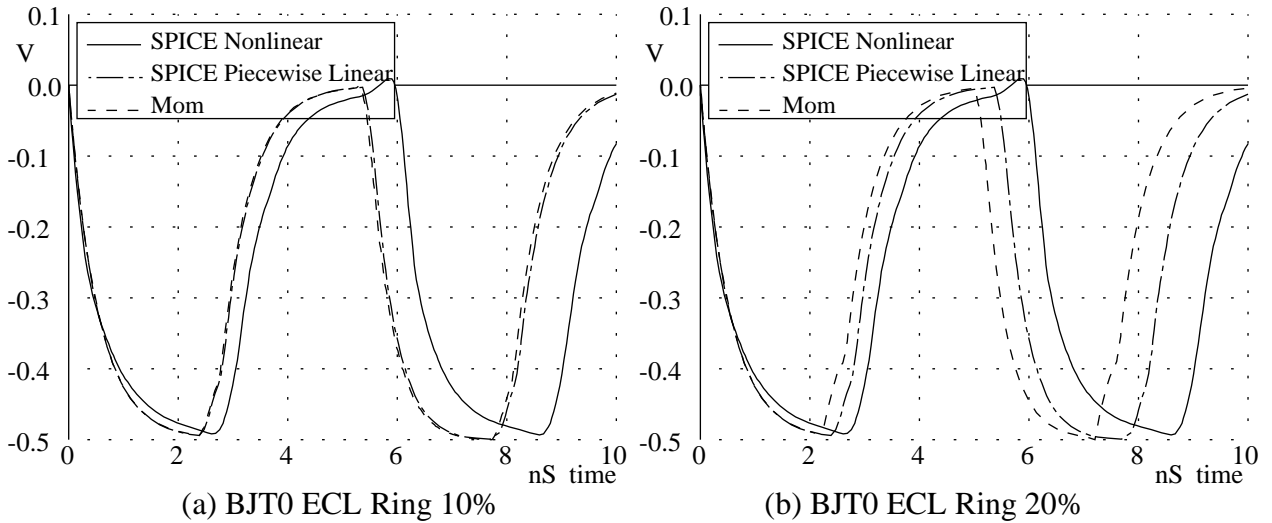 0.1
V
0.0
-0.1
-0.2
-0.3
-0.4
-0.5
SPICE Nonlinear
SPICE Piecewise Linear
Mom
0 2 4 6 8 10
nS time
(a) BJT0 ECL Ring 10%
0.1
V
0.0
-0.1
-0.2
-0.3
-0.4
-0.5
SPICE Nonlinear
SPICE Piecewise Linear
Mom
0 2 4 6 8 10
nS time
(b) BJT0 ECL Ring 20%